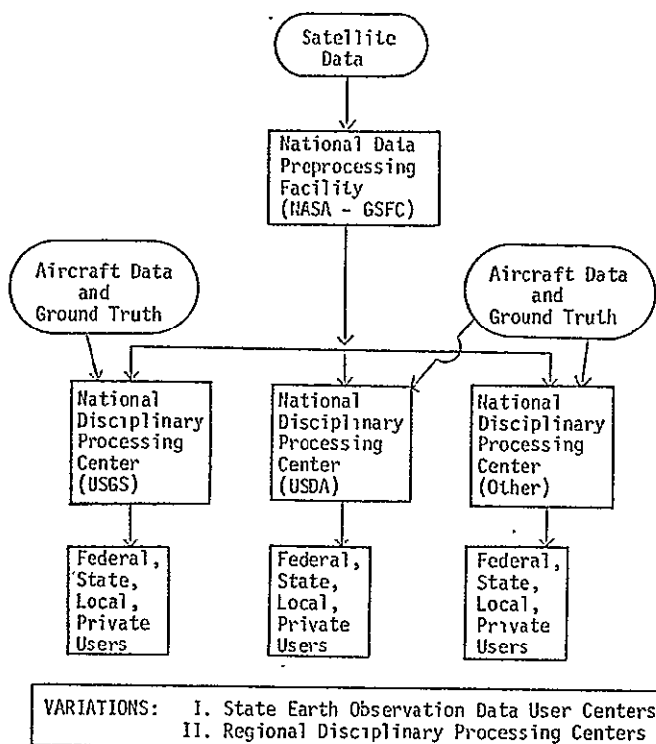 Satellite
Data
National Data
Preprocessing
Facility
(NASA - GSFC)
Aircraft Data
and
Ground Truth
Aircraft Data
and
Ground Truth
National
Disciplinary
Processing
Center
(USGS)
National
Disciplinary
Processing
Center
(USDA)
National
Disciplinary
Processing
Center
(Other)
Federal,
State,
Local,
Private
Users
Federal,
State,
Local,
Private
Users
Federal,
State,
Local,
Private
Users
VARIATIONS: I. State Earth Observation Data User Centers
II. Regional Disciplinary Processing Centers